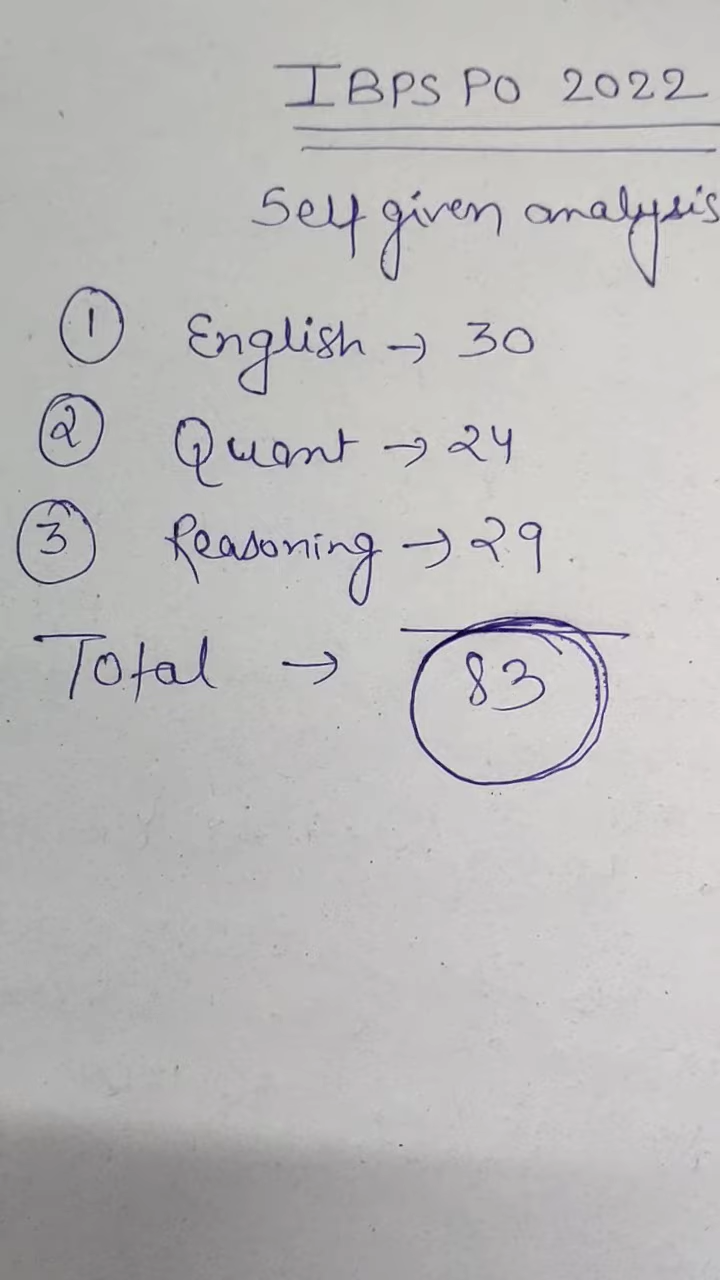 IBPS PO 2022
Self given analysis
① English → 30
② Quant → 24
③ Reasoning → 29
Total → 83